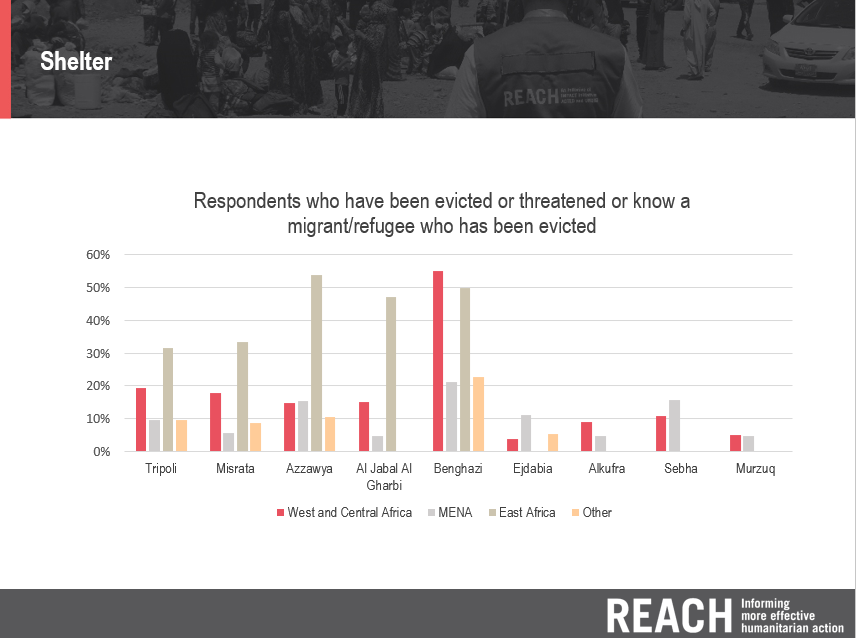 Shelter
REACH
Respondents who have been evicted or threatened or know a
migrant/refugee who has been evicted
60%
50%
40%
30%
20%
10%
0%
Tripoli
Misrata
Azzawya
Al Jabal Al
Gharbi
Benghazi
Ejdabia
Alkufra
Sebha
Murzuq
West and Central Africa
MENA
East Africa
Other
REACH
Informing
more effective
humanitarian action